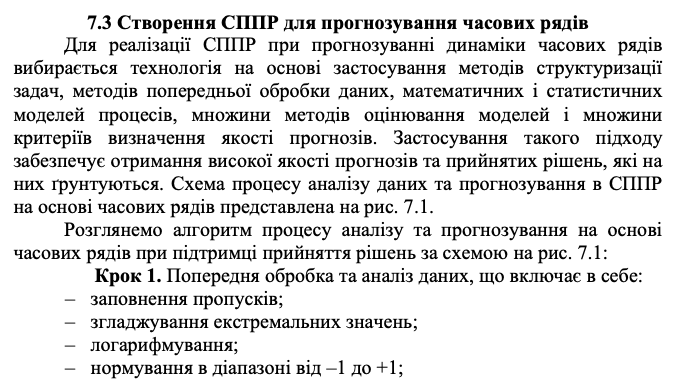 7.3 Створення СППР для прогнозування часових рядів
Для реалізації СППР при прогнозуванні динаміки часових рядів
вибирається технологія на основі застосування методів структуризації
задач, методів попередньої обробки даних, математичних і статистичних
моделей процесів, множини методів оцінювання моделей і множини
критеріїв визначення якості прогнозів. Застосування такого підходу
забезпечує отримання високої якості прогнозів та прийнятих рішень, які на
них ґрунтуються. Схема процесу аналізу даних та прогнозування в СППР
на основі часових рядів представлена на рис. 7.1.
Розглянемо алгоритм процесу аналізу та прогнозування на основі
часових рядів при підтримці прийняття рішень за схемою на рис. 7.1:
Крок 1. Попередня обробка та аналіз даних, що включає в себе:
– заповнення пропусків;
– згладжування екстремальних значень;
– логарифмування;
– нормування в діапазоні від –1 до +1;